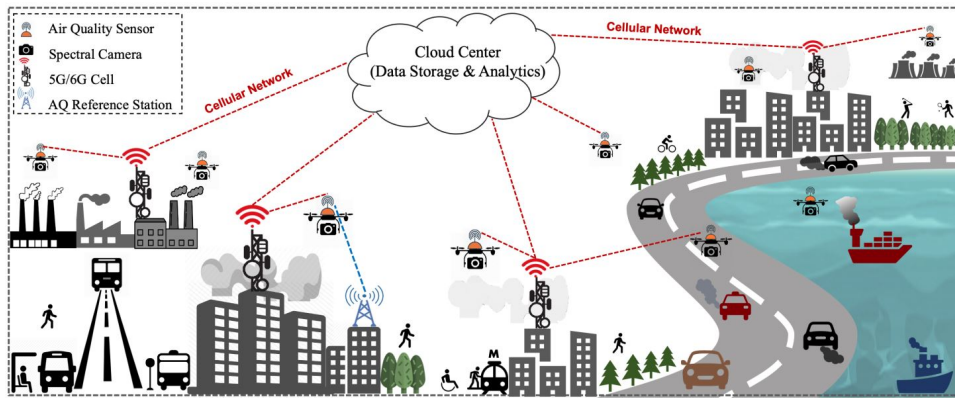 Air Quality Sensor
Spectral Camera
5G/6G Cell
AQ Reference Station
Cellular Network
Cloud Center
(Data Storage & Analytics)
Cellular Network
M